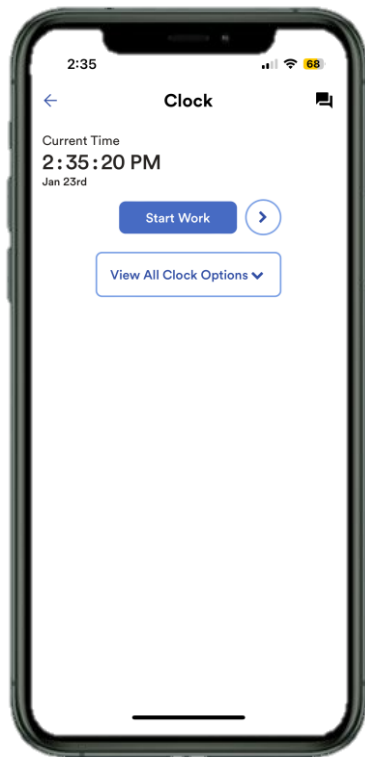 2:35
68
Clock
Current Time
2:35:20 PM
Jan 23rd
Start Work
View All Clock Options